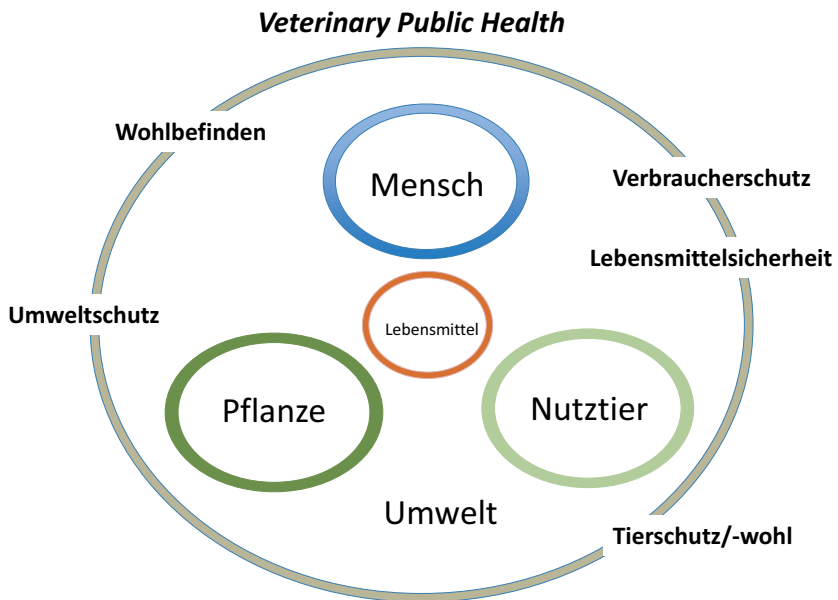 Veterinary Public Health
Wohlbefinden
Mensch
Verbraucherschutz
Lebensmittelsicherheit
Umweltschutz
Lebensmittel
Pflanze
Nutztier
Umwelt
Tierschutz/-wohl